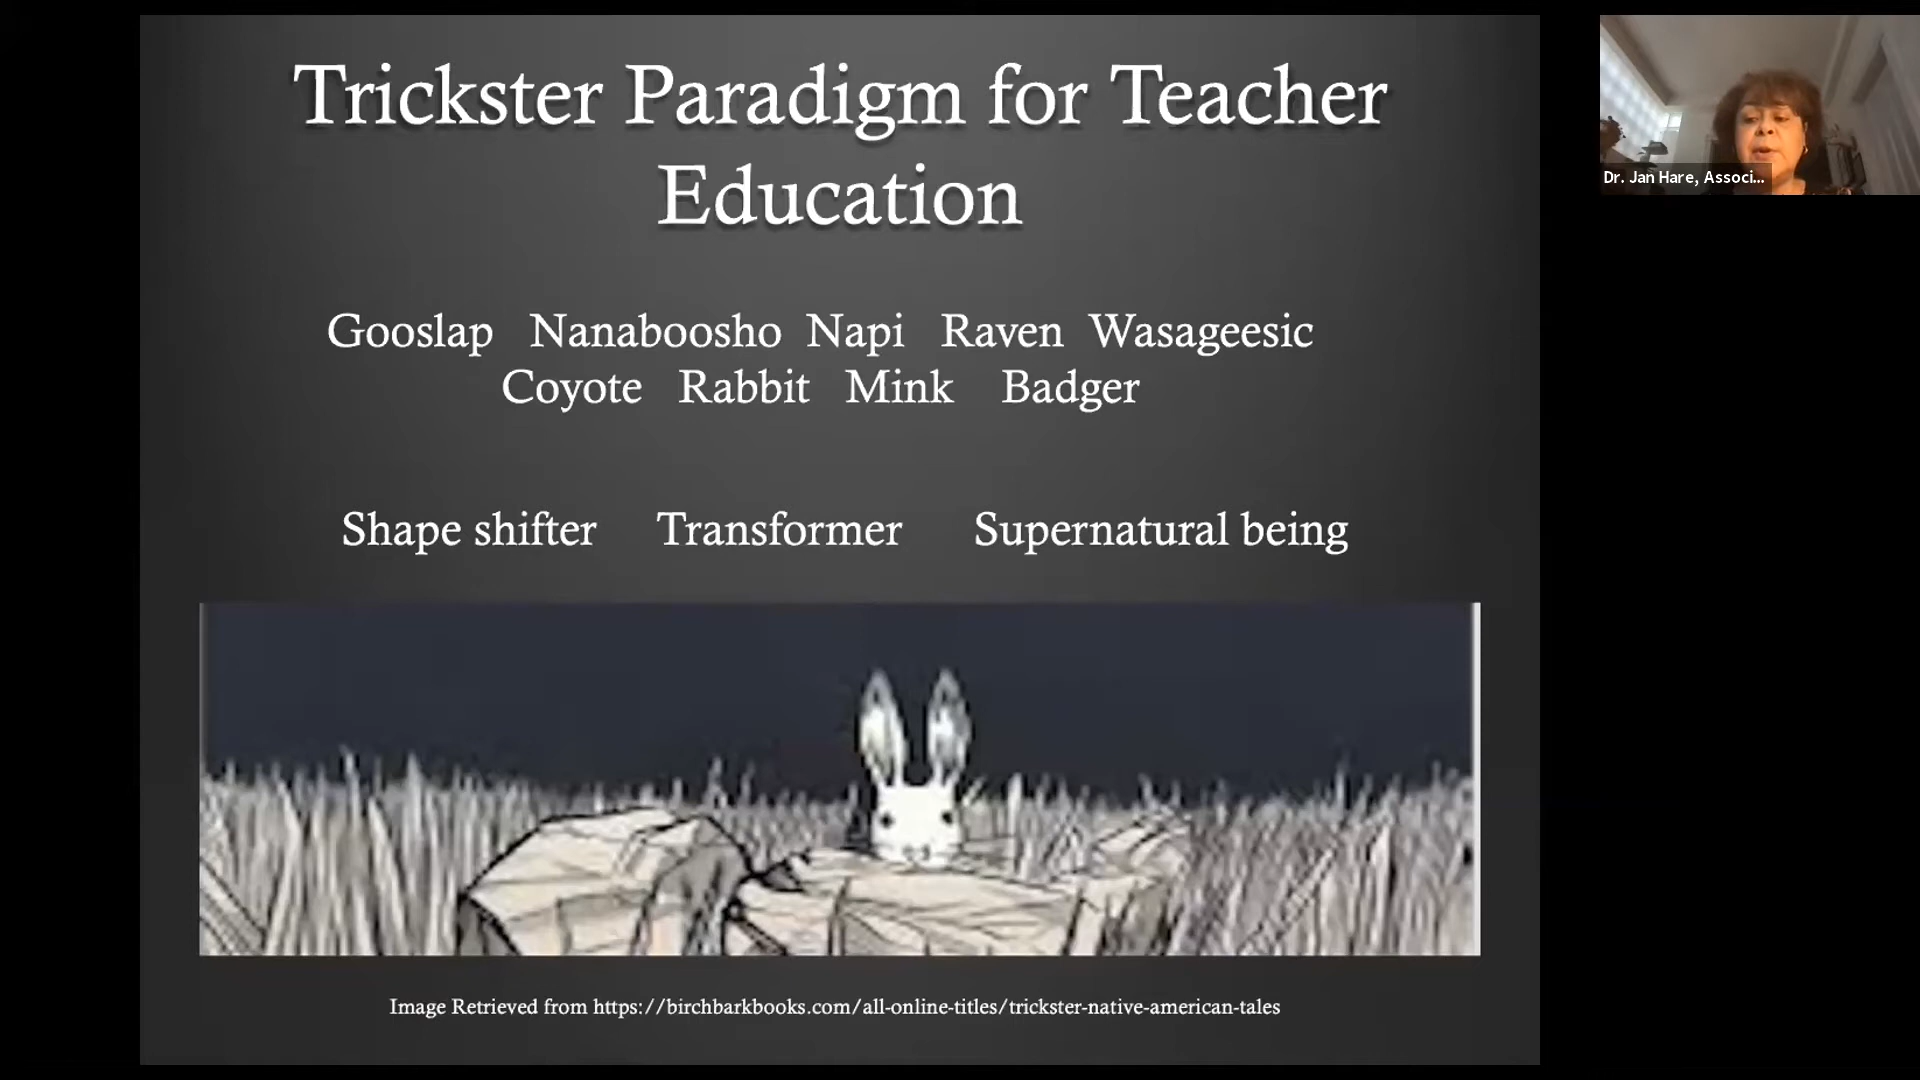 Trickster Paradigm for Teacher
Education
Gooslap Nanaboosho Napi Raven Wasageesic
Coyote Rabbit Mink Badger
Shape shifter Transformer Supernatural being
Image Retrieved from https://birchbarkbooks.com/all-online-titles/trickster-native-american-tales
Dr. Jan Hare, Associ...